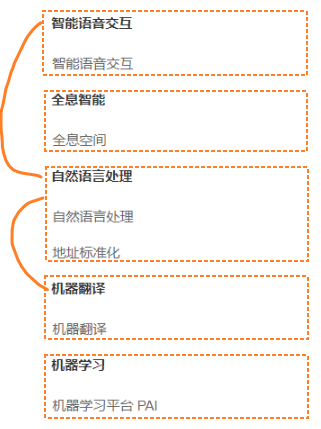 智能语音交互
智能语音交互
全息智能
全息空间
自然语言处理
自然语言处理
地址标准化
机器翻译
机器翻译
机器学习
机器学习平台 PAI